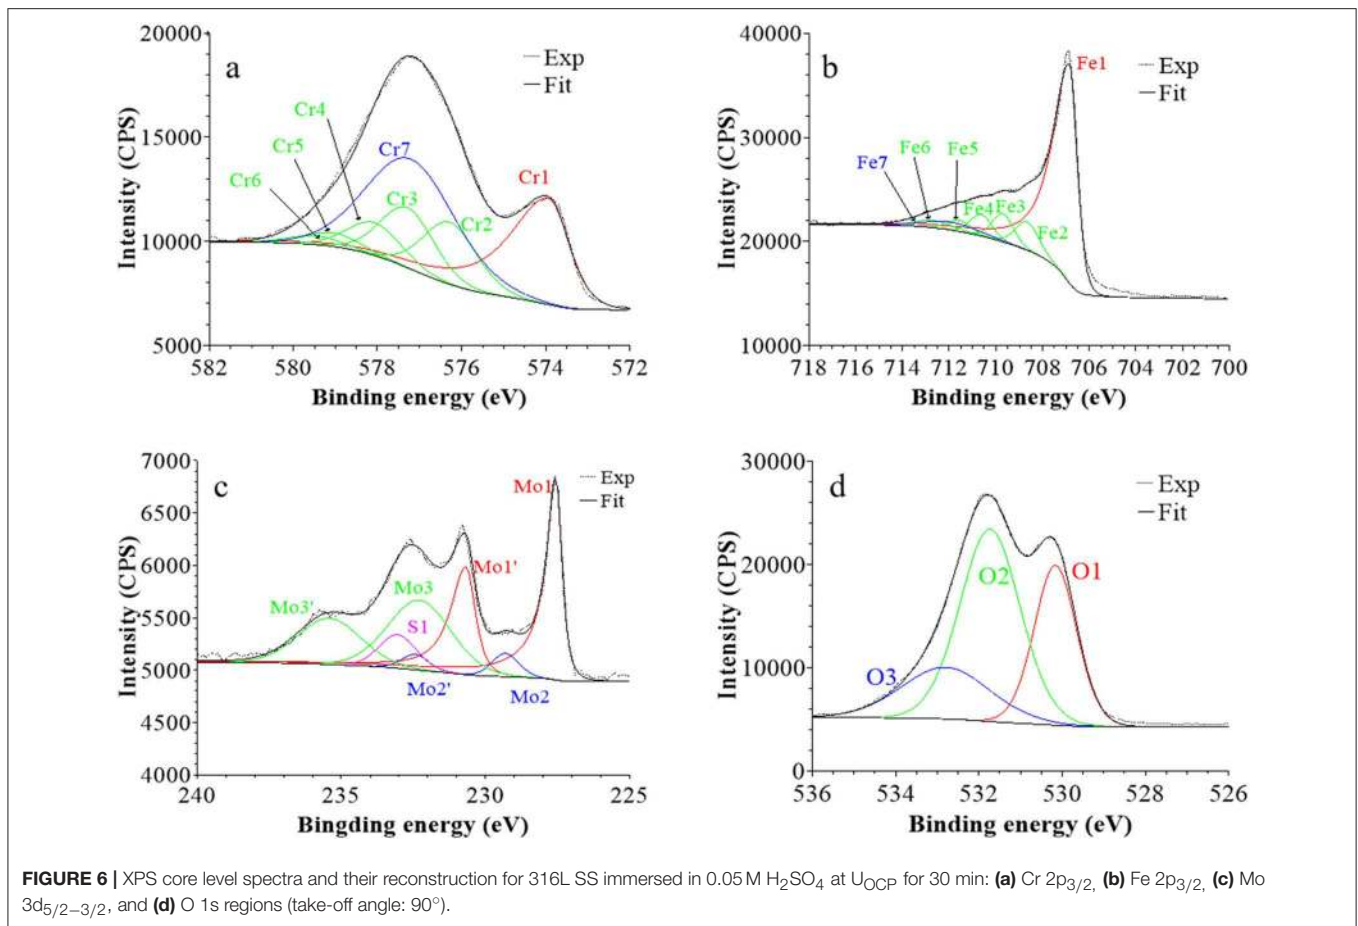 a
Exp
Fit
Cr4
Cr5
Cr6
Cr7
Cr3
Cr2
Cr1
Intensity (CPS)
20000
15000
10000
5000
582 580 578 576 574 572
Binding energy (eV)
b
Exp
Fit
Fe1
Fe7
Fe6
Fe5
Fe4
Fe3
Fe2
Intensity (CPS)
40000
30000
20000
10000
718 716 714 712 710 708 706 704 702 700
Binding energy (eV)
c
Exp
Fit
Mo1
Mo1'
Mo3
Mo3'
S1
Mo2'
Mo2
Intensity (CPS)
7000
6500
6000
5500
5000
4500
4000
240 235 230 225
Bingding energy (eV)
d
Exp
Fit
O2
O1
O3
Intensity (CPS)
30000
20000
10000
0
536 534 532 530 528 526
Binding energy (eV)
FIGURE 6 | XPS core level spectra and their reconstruction for 316L SS immersed in 0.05 M H2SO4 at UOCP for 30 min: (a) Cr 2p3/2, (b) Fe 2p3/2, (c) Mo
3d5/2−3/2, and (d) O 1s regions (take-off angle: 90°).